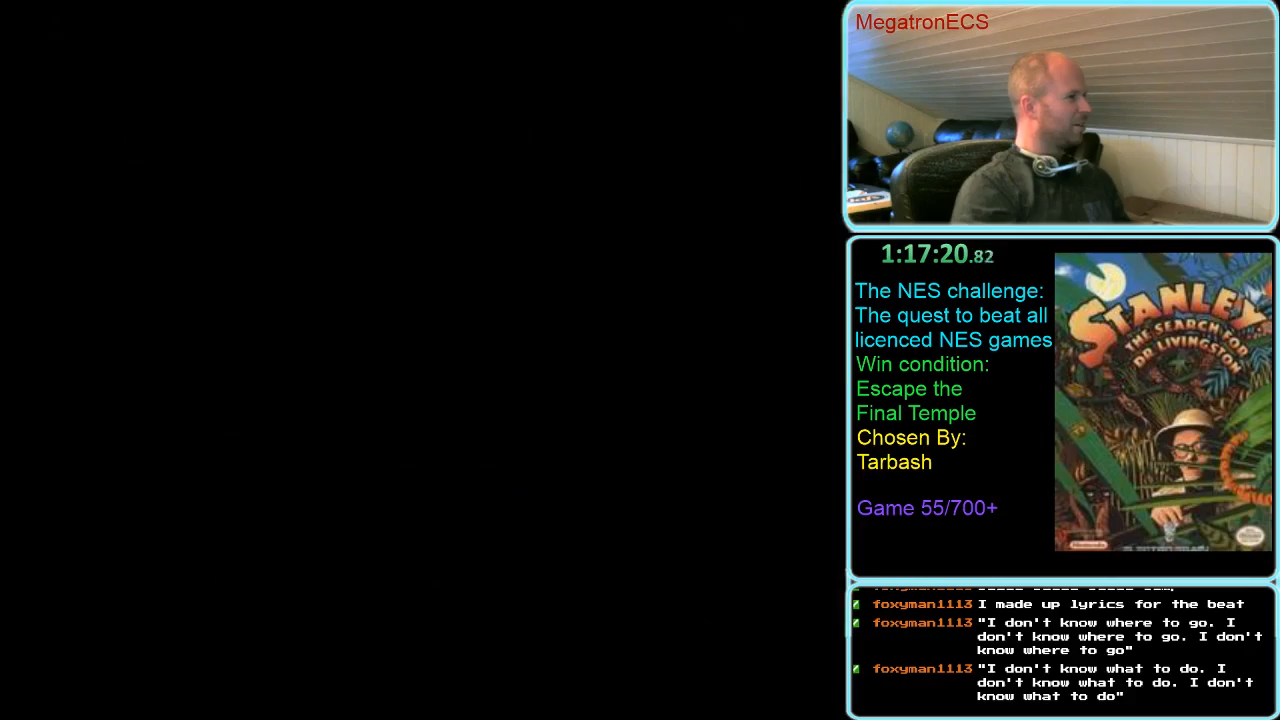 MegatronECS
1:17:20.82
The NES challenge:
The quest to beat all
licenced NES games
Win condition:
Escape the
Final Temple
Chosen By:
Tarbash
Game 55/700+
STANLEY
THE SEARCH FOR
DR. LIVINGSTON
Nintendo
foxyman1113 I made up lyrics for the beat
foxyman1113 "I don't know where to go. I
don't know where to go. I don't
know where to go"
foxyman1113 "I don't know what to do. I
don't know what to do. I don't
know what to do"